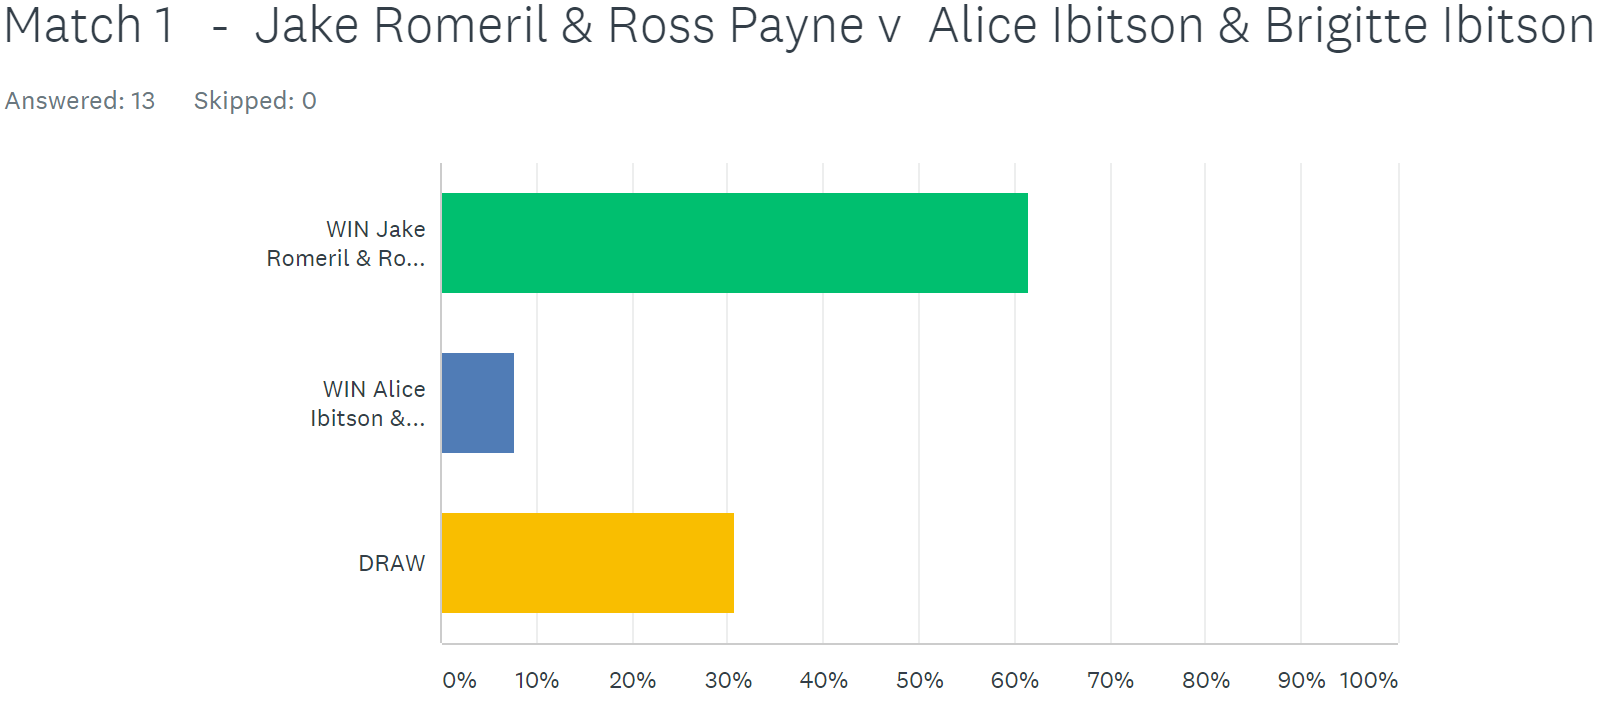 Match 1 - Jake Romeril & Ross Payne v Alice Ibitson & Brigitte Ibitson
Answered: 13 Skipped: 0
WIN Jake
Romeril & Ro...
WIN Alice
Ibitson &...
DRAW
0% 10% 20% 30% 40% 50% 60% 70% 80% 90% 100%